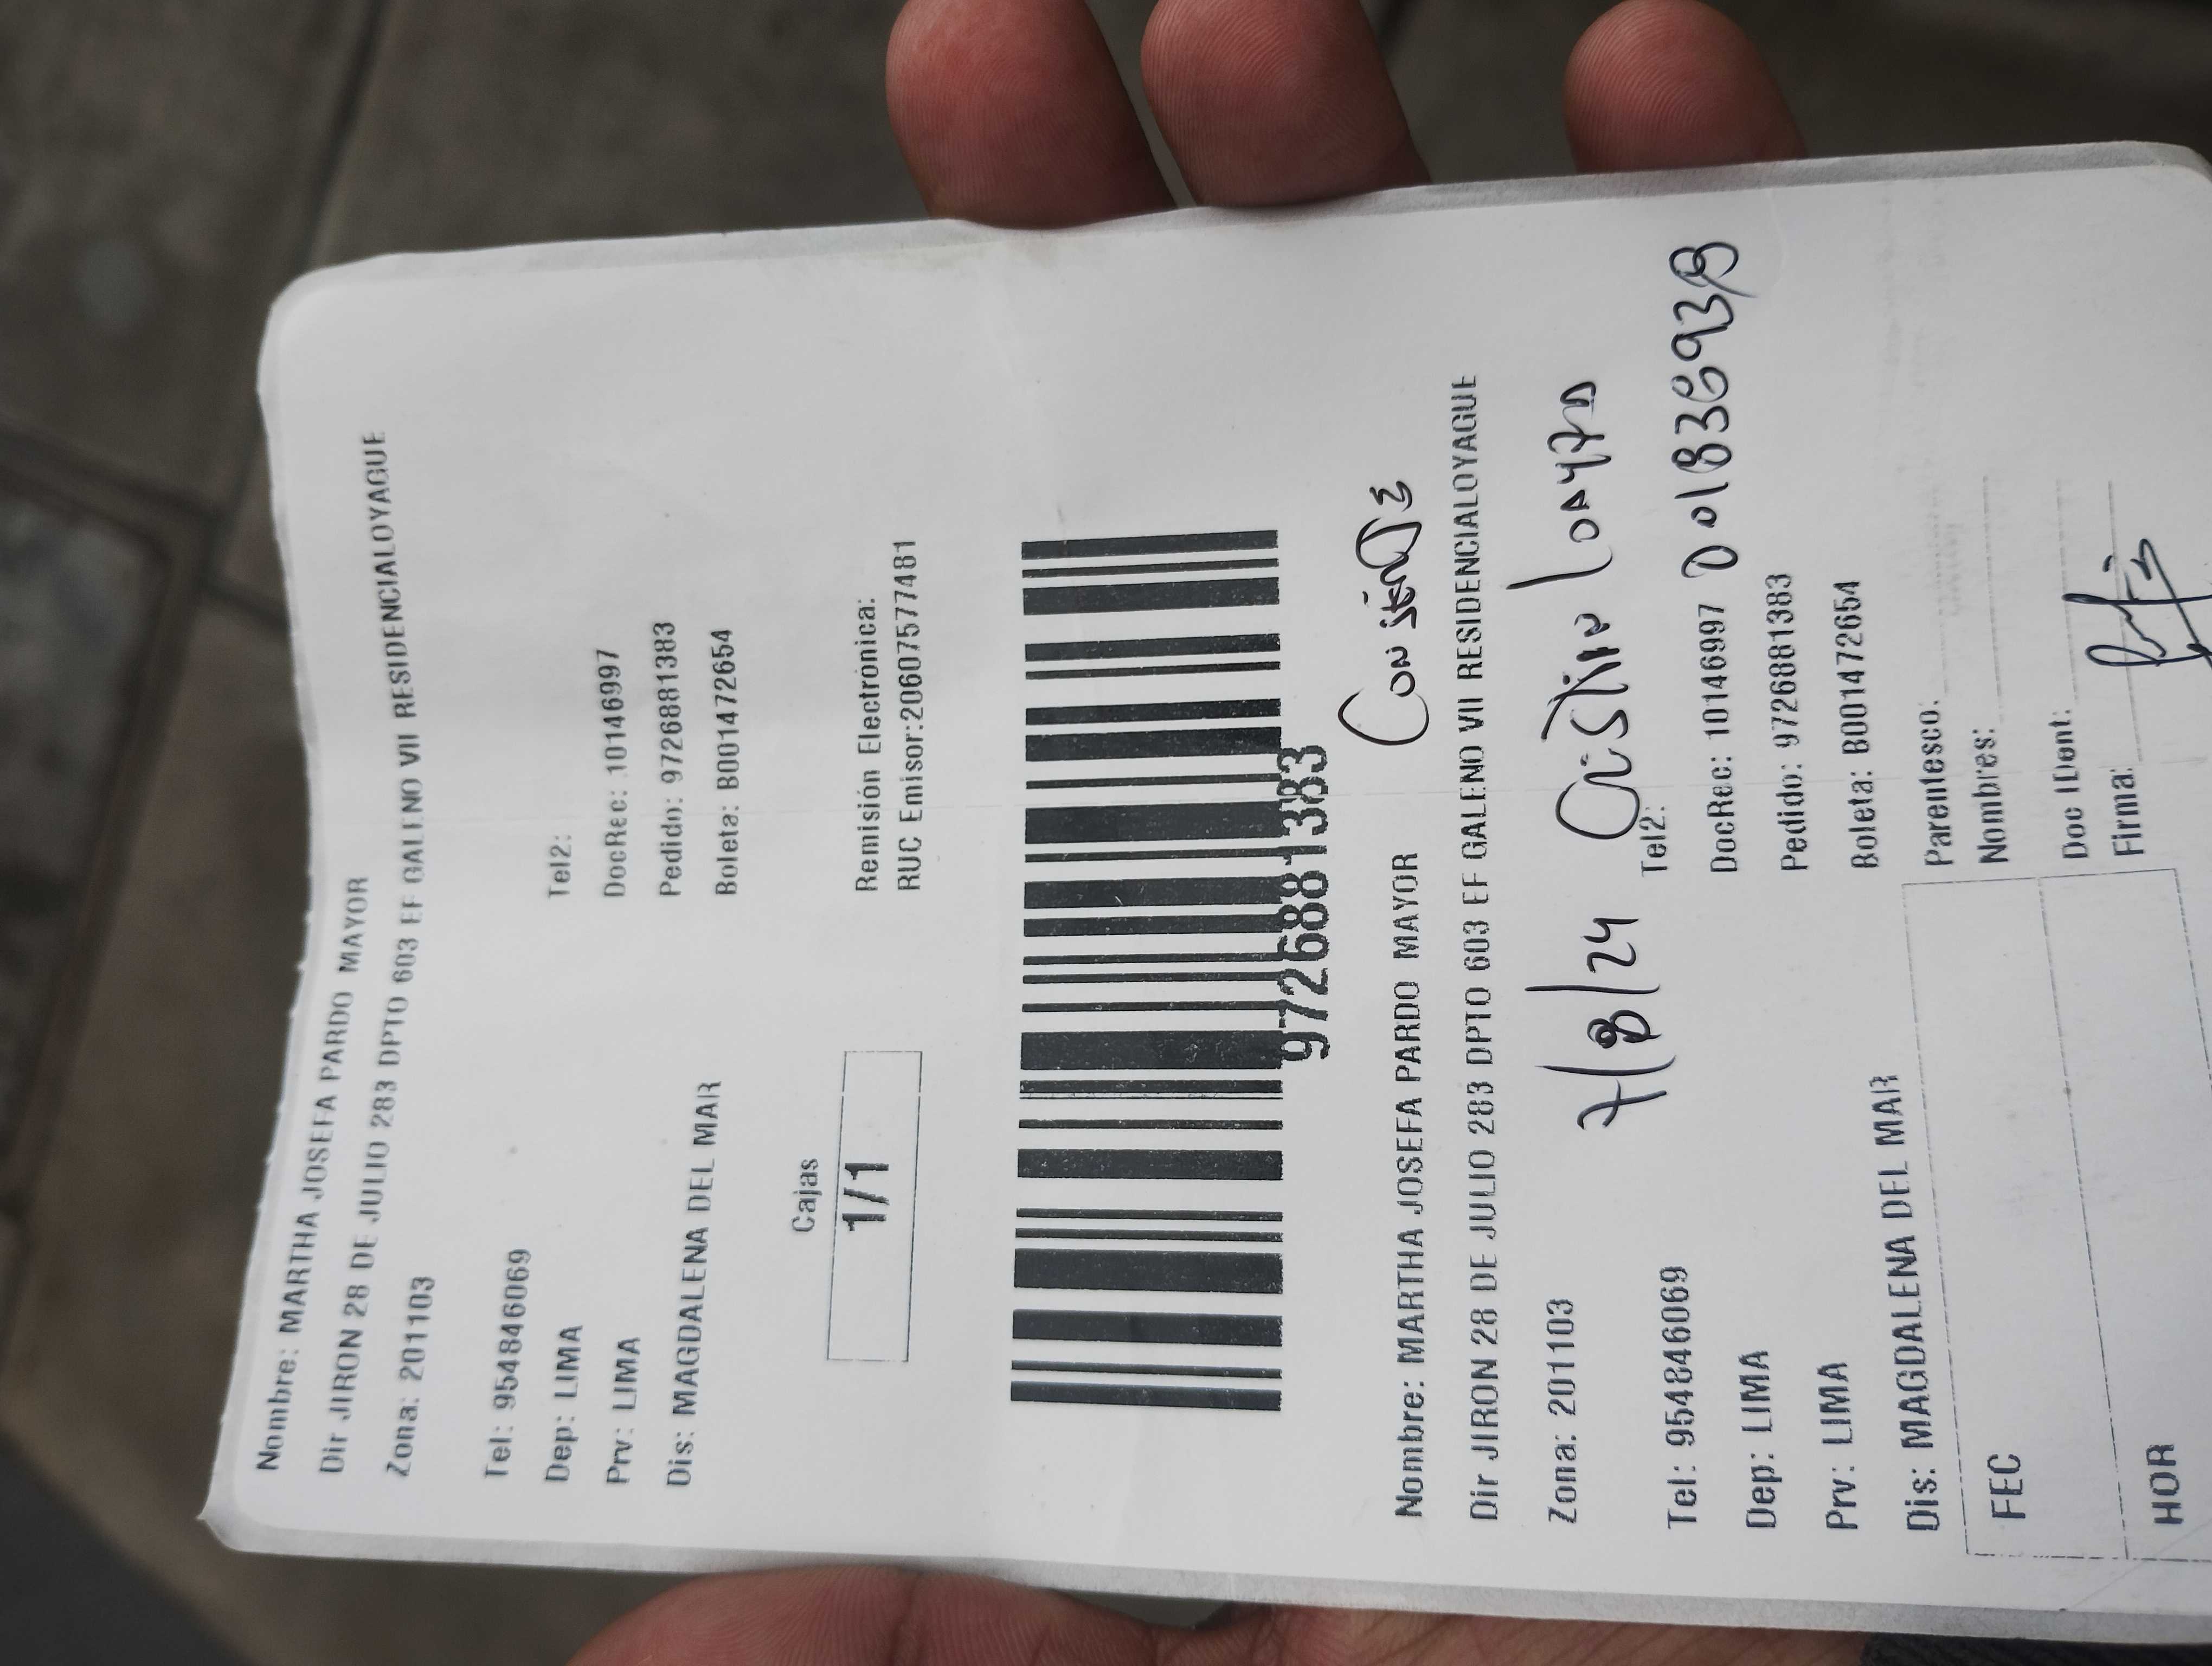 Nombre: MARTHA JOSEFA PARDO MAYOR
Dir JIRON 28 DE JULIO 283 DPTO 603 EF GALENO VII RESIDENCIALOYAGUE
Zona: 201103
Tel: 954846069
Tel2:
Dep: LIMA
DocRec: 10146997
Prv: LIMA
Pedido: 9726881383
Dis: MAGDALENA DEL MAR
Boleta: B001472654
Cajas
1/1
Remisión Electrónica:
RUC Emisor:20607577481
9726881383
Nombre: MARTHA JOSEFA PARDO MAYOR
Dir JIRON 28 DE JULIO 283 DPTO 603 EF GALENO VII RESIDENCIALOYAGUE
Zona: 201103
7/8/24
Tel: 954846069
Tel2:
Dep: LIMA
DocRec: 10146997
Prv: LIMA
Pedido: 9726881383
Dis: MAGDALENA DEL MAR
Boleta: B001472654
Parentesco:
FEC
Nombres:
Doc IDent:
HOR
Firma: